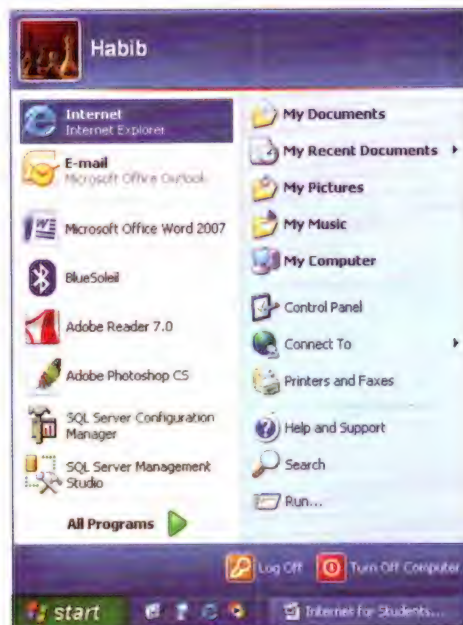 Habib
Internet
Internet Explorer
E-mail
Microsoft Office Outlook
Microsoft Office Word 2007
BlueSoleil
Adobe Reader 7.0
Adobe Photoshop CS
SQL Server Configuration
Manager
SQL Server Management
Studio
All Programs
My Documents
My Recent Documents
My Pictures
My Music
My Computer
Control Panel
Connect To
Printers and Faxes
Help and Support
Search
Run...
Log Off
Turn Off Computer
start
Internet for Students...